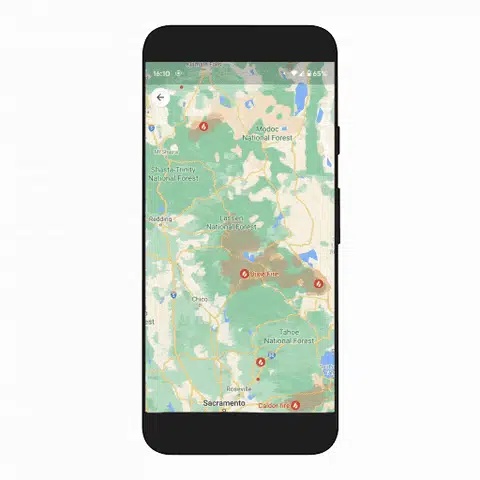 16:10
65%
Modoc
National Forest
Shasta-Trinity
National Forest
Lassen
National Forest
Redding
Dixie Fire
Chico
Tahoe
National Forest
Roseville
Sacramento
Caldor fire